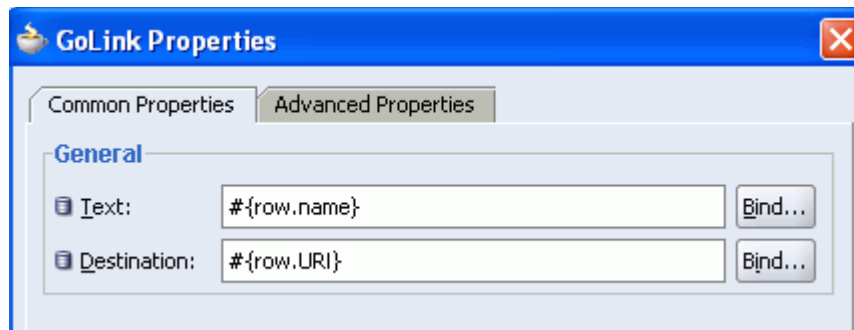 GoLink Properties
Common Properties Advanced Properties
General
Text: #{row.name} Bind...
Destination: #{row.URI} Bind...